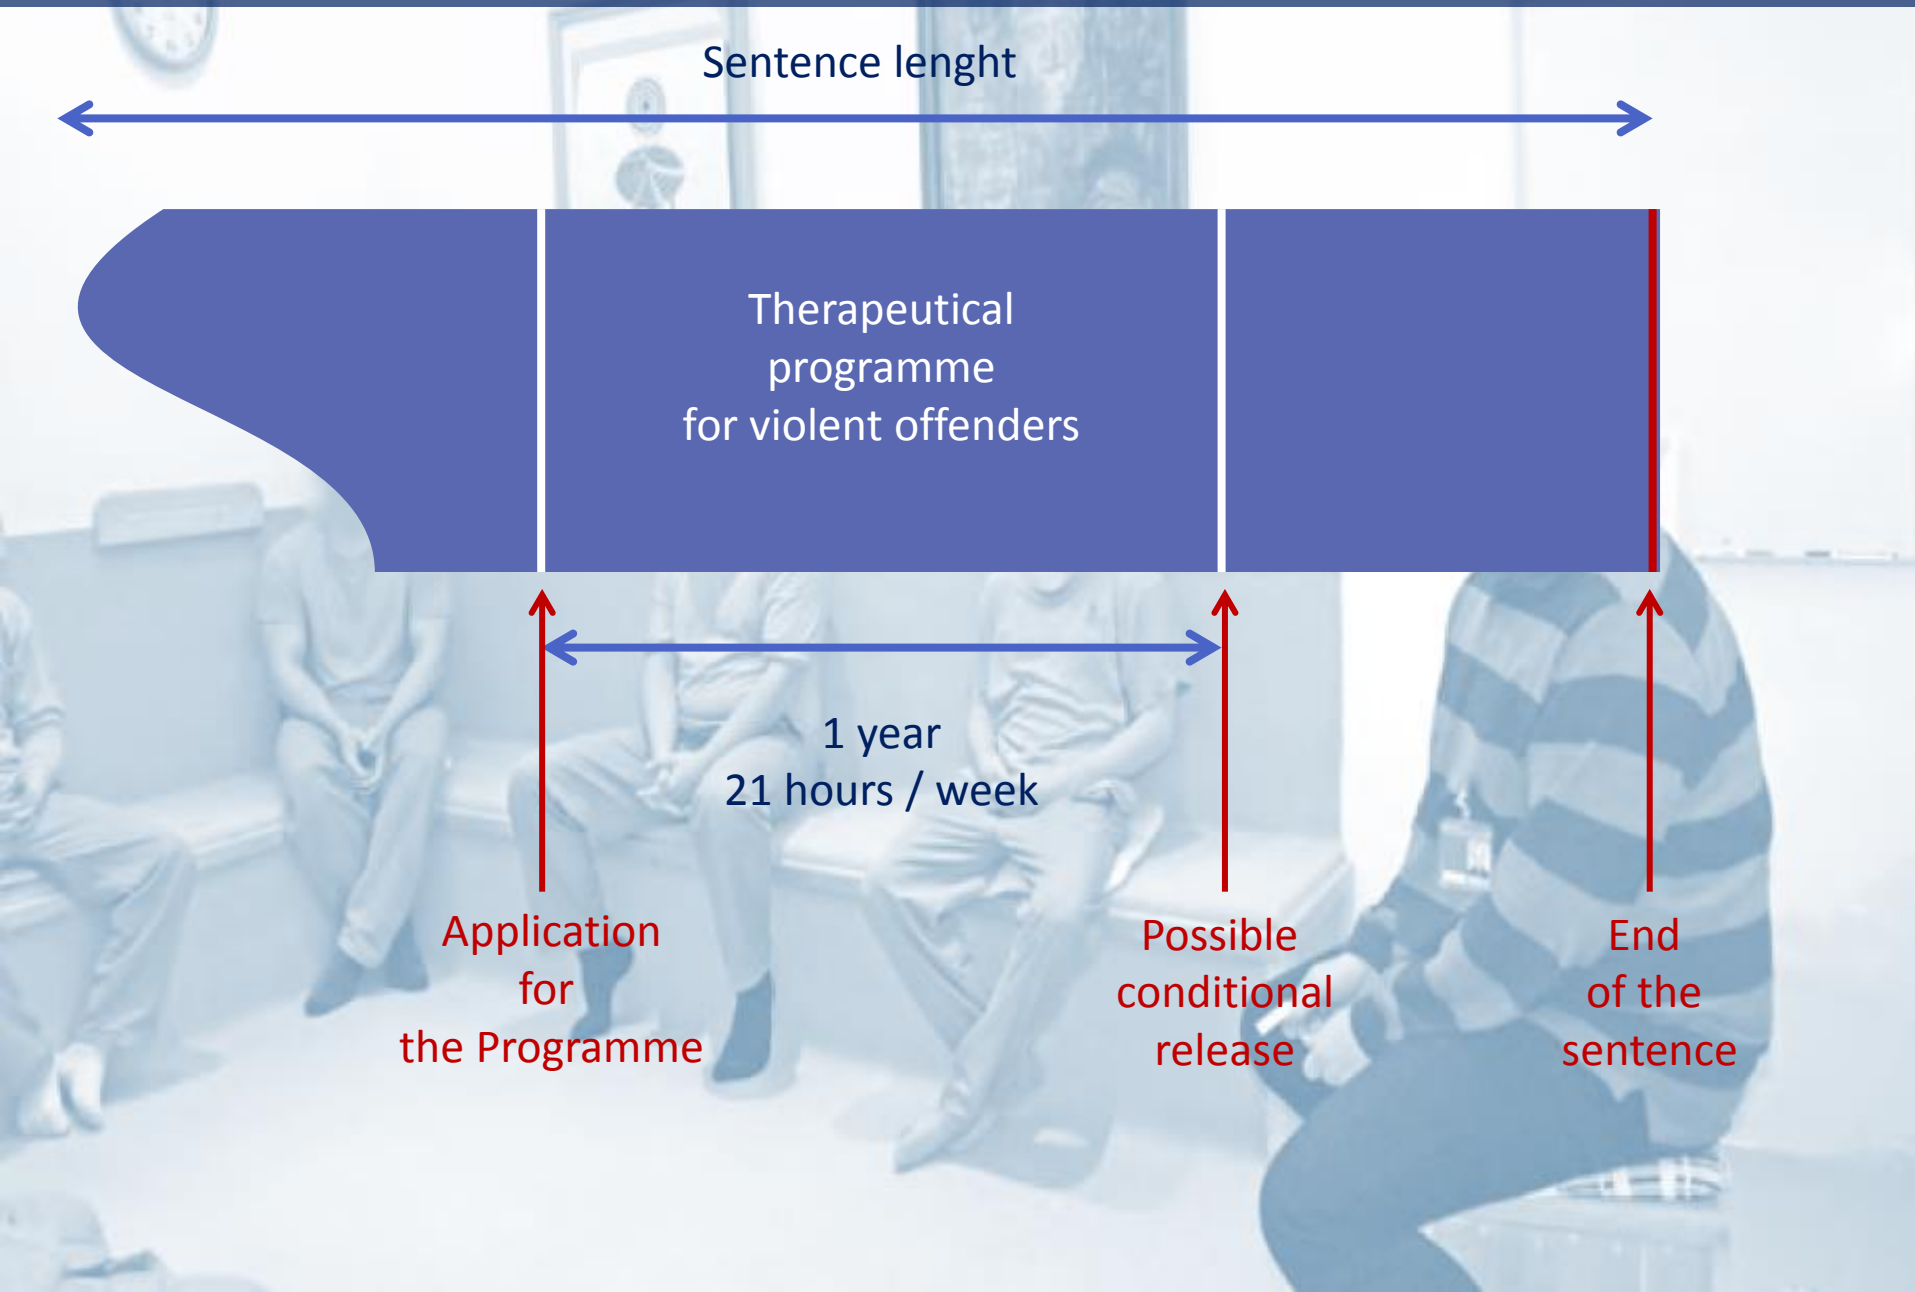 Sentence lenght
Therapeutical
programme
for violent offenders
1 year
21 hours / week
Application
for
the Programme
Possible
conditional
release
End
of the
sentence